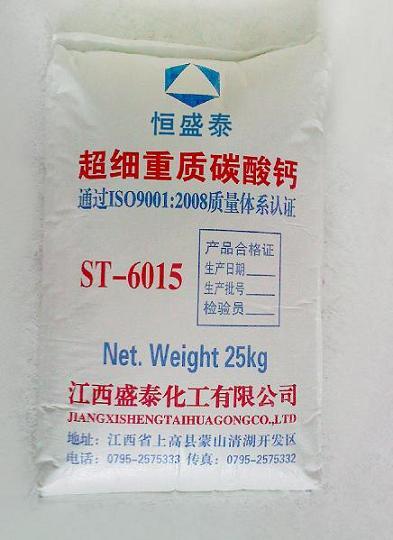 恒盛泰
超细重质碳酸钙
通过ISO9001:2008质量体系认证
ST-6015
产品合格证
生产日期
生产批号
检验员
Net. Weight 25kg
江西盛泰化工有限公司
JIANGXISHENGTAIHUAGONGCO.,LTD
地址: 江西省上高县蒙山清湖开发区
电话: 0795-2575333 传真: 0795-2575332